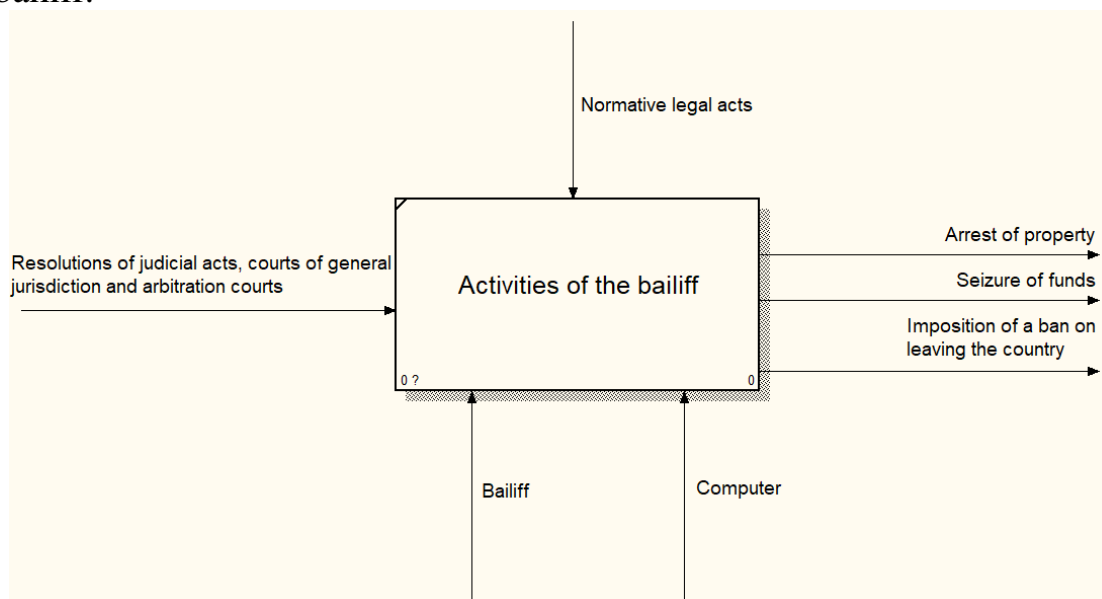 Normative legal acts
Arrest of property
Resolutions of judicial acts, courts of general
jurisdiction and arbitration courts
Activities of the bailiff
Seizure of funds
Imposition of a ban on
leaving the country
0 ?
0
Bailiff
Computer